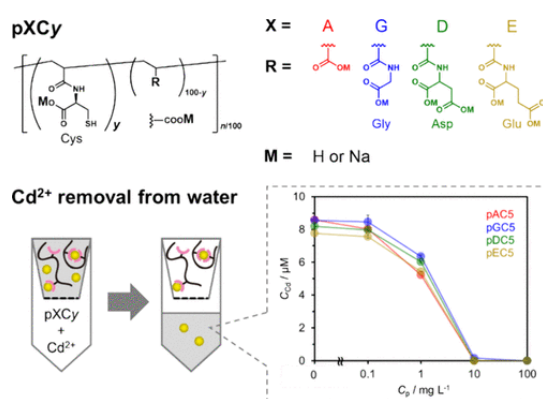 pXCy
X = A G D E
R =
OM
O
NH
O
OM
O
O
NH
OM
O
O
OM
O
NH
OM
O
O
OM
O
Gly Asp Glu
R
100-y
O
NH
MO
O
SH
Cys
y
COOM
n/100
M = H or Na
Cd2+ removal from water
pXCy
+
Cd2+
CCd / μM
10
8
6
4
2
0
pAC5
pGC5
pDC5
pEC5
0 0.1 1 10 100
Cp / mg L-1